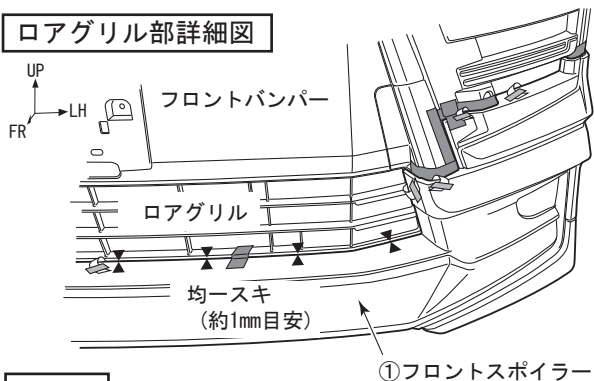 ロアグリル部詳細図
UP
LH
FR
フロントバンパー
ロアグリル
均一スキ
（約1mm目安）
①フロントスポイラー